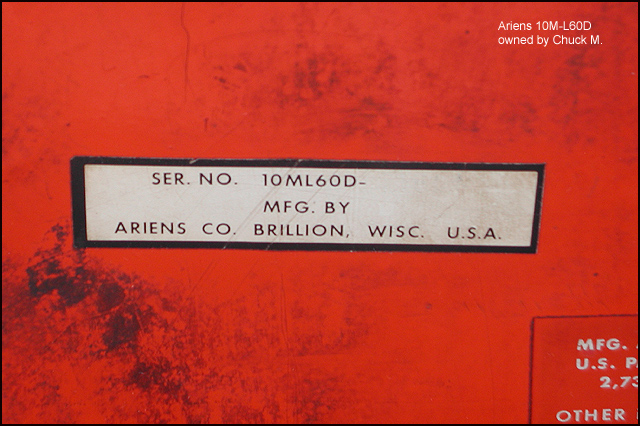 Ariens 10M-L60D
owned by Chuck M.
SER. NO. 10ML60D-
MFG. BY
ARIENS CO. BRILLION, WISC. U.S.A.
MFG.
U.S.
2,73
OTHER